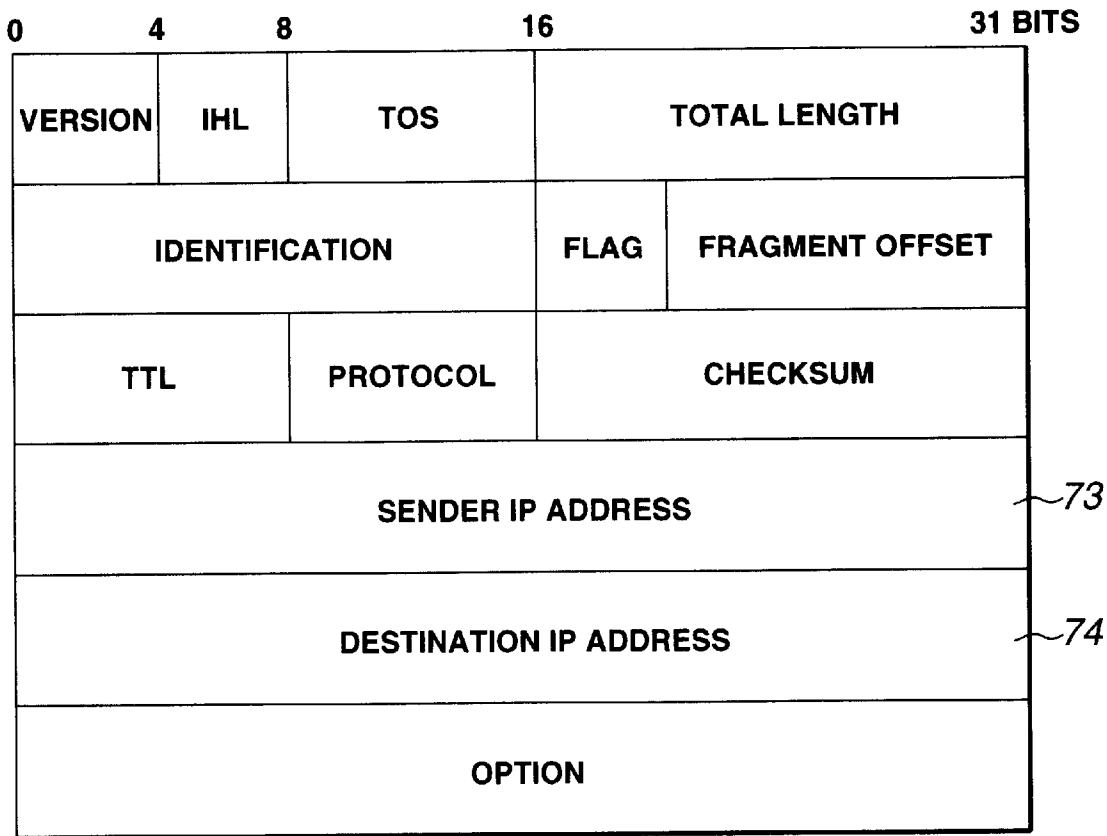 0 4 8 16 31 BITS
VERSION IHL TOS TOTAL LENGTH
IDENTIFICATION FLAG FRAGMENT OFFSET
TTL PROTOCOL CHECKSUM
SENDER IP ADDRESS 73
DESTINATION IP ADDRESS 74
OPTION